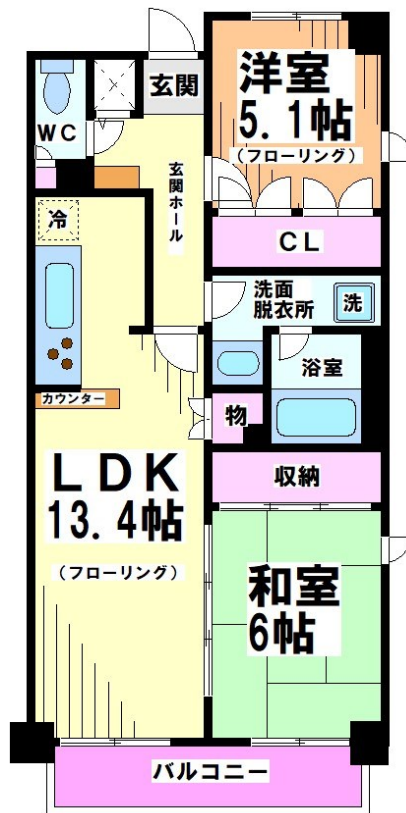 玄関
洋室
5.1帖
(フローリング)
WC
玄関ホール
冷
CL
洗面
脱衣所
洗
浴室
カウンター
物
LDK
13.4帖
(フローリング)
収納
和室
6帖
バルコニー